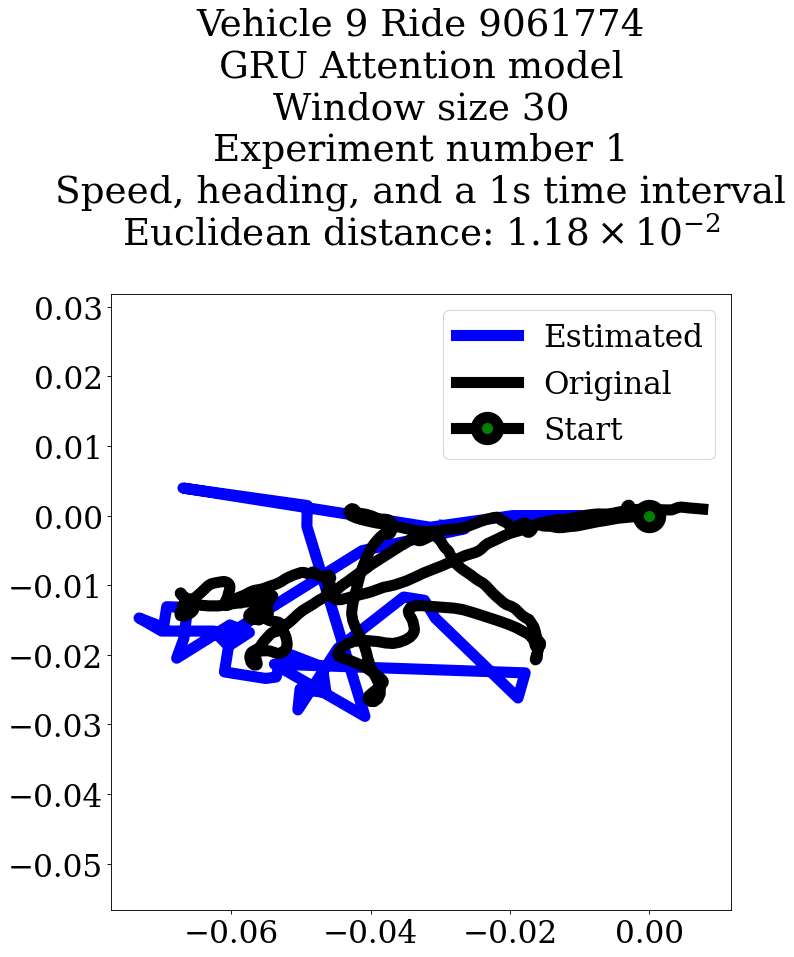 Vehicle 9 Ride 9061774
GRU Attention model
Window size 30
Experiment number 1
Speed, heading, and a 1s time interval
Euclidean distance: 1.18 × 10⁻²
Estimated
Original
Start
0.03
0.02
0.01
0.00
−0.01
−0.02
−0.03
−0.04
−0.05
−0.06 −0.04 −0.02 0.00